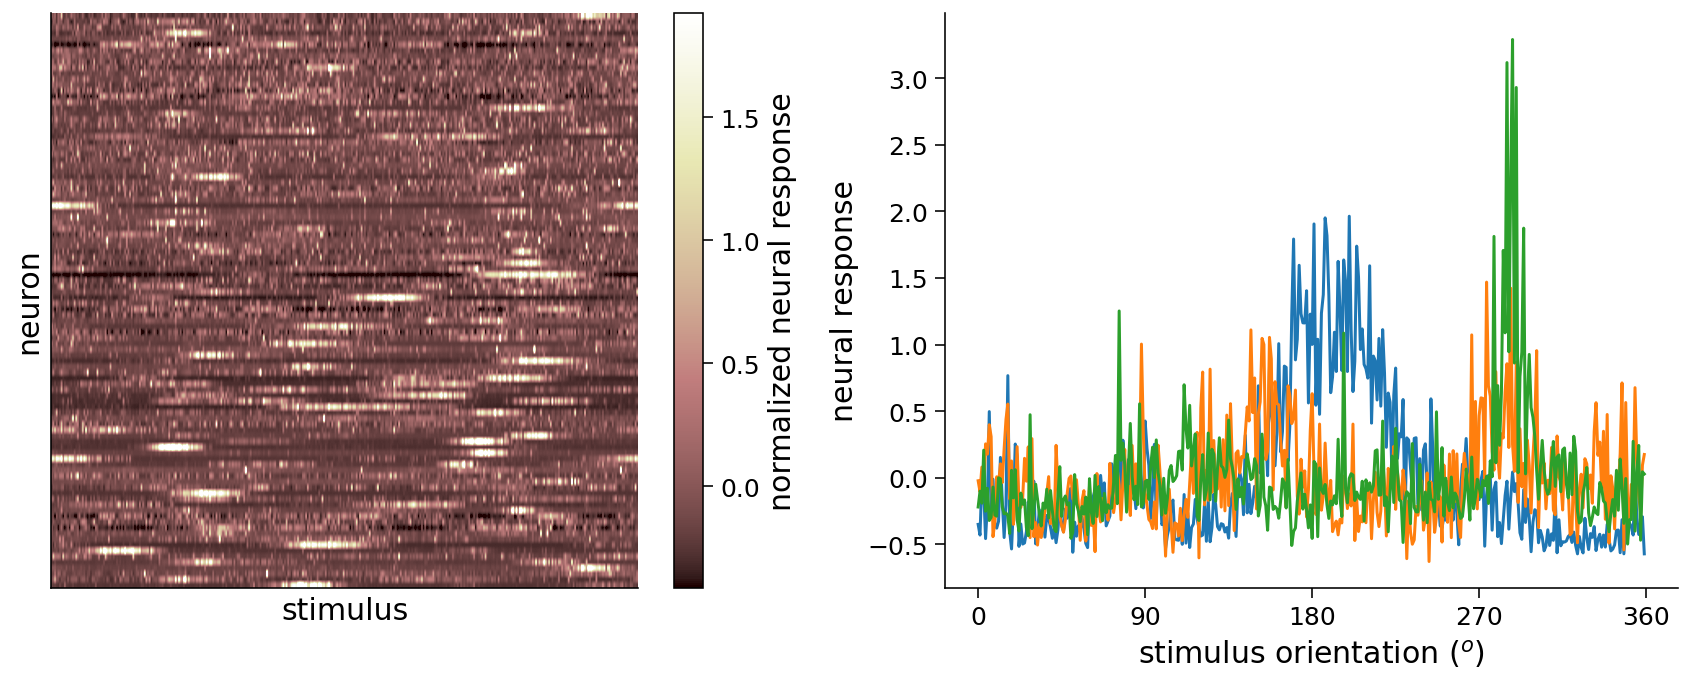 neuron
stimulus
1.5
1.0
0.5
0.0
normalized neural response
neural response
3.0
2.5
2.0
1.5
1.0
0.5
0.0
−0.5
0 90 180 270 360
stimulus orientation (º)